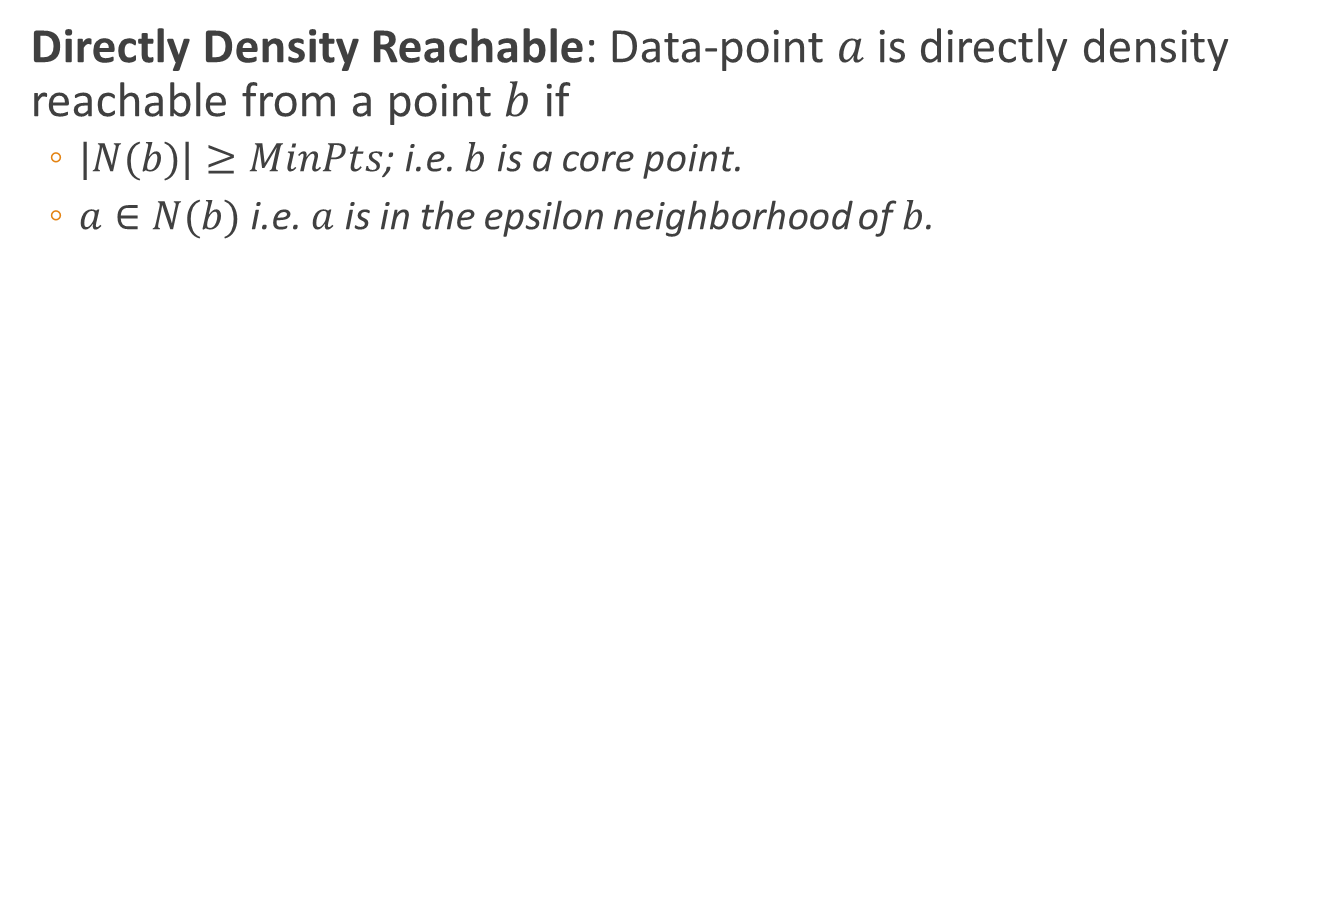 Directly Density Reachable: Data-point 𝑎 is directly density
reachable from a point 𝑏 if
◦ |𝑁(𝑏)| ≥ 𝑀𝑖𝑛𝑃𝑡𝑠; i.e. 𝑏 is a core point.
◦ 𝑎 ∈ 𝑁(𝑏) i.e. 𝑎 is in the epsilon neighborhood of 𝑏.